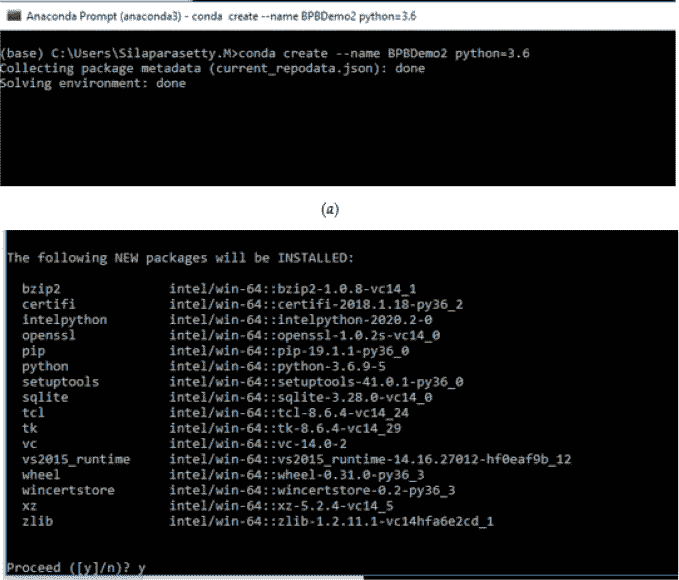 Anaconda Prompt (anaconda3) - conda create --name BPBDemo2 python=3.6
(base) C:\Users\Silaparasetty.M>conda create --name BPBDemo2 python=3.6
Collecting package metadata (current_repodata.json): done
Solving environment: done
(a)
The following NEW packages will be INSTALLED:
bzip2 intel/win-64::bzip2-1.0.8-vc14_1
certifi intel/win-64::certifi-2018.1.18-py36_2
intelpython intel/win-64::intelpython-2020.2-0
openssl intel/win-64::openssl-1.0.2s-vc14_0
pip intel/win-64::pip-19.1.1-py36_0
python intel/win-64::python-3.6.9-5
setuptools intel/win-64::setuptools-41.0.1-py36_0
sqlite intel/win-64::sqlite-3.28.0-vc14_0
tcl intel/win-64::tcl-8.6.4-vc14_24
tk intel/win-64::tk-8.6.4-vc14_29
vc intel/win-64::vc-14.0-2
vs2015_runtime intel/win-64::vs2015_runtime-14.16.27012-hf0eaf9b_12
wheel intel/win-64::wheel-0.31.0-py36_3
wincertstore intel/win-64::wincertstore-0.2-py36_3
xz intel/win-64::xz-5.2.4-vc14_5
zlib intel/win-64::zlib-1.2.11.1-vc14hfa6e2cd_1
Proceed ([y]/n)? y